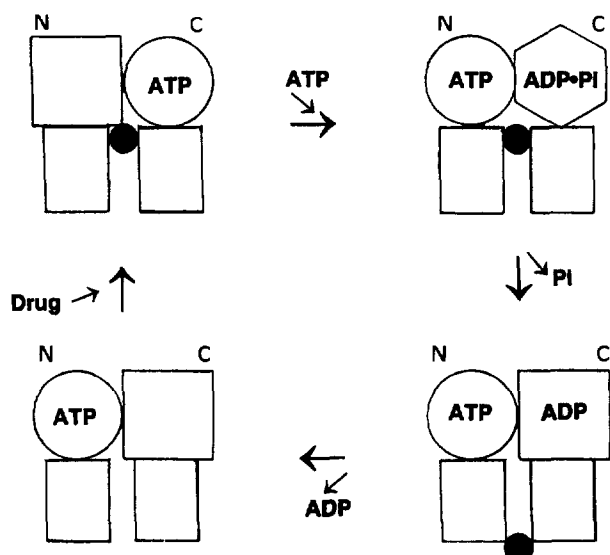 N C
ATP
ATP
N C
ATP ADP•Pi
Drug
Pi
N C
ATP
ADP
N C
ATP ADP